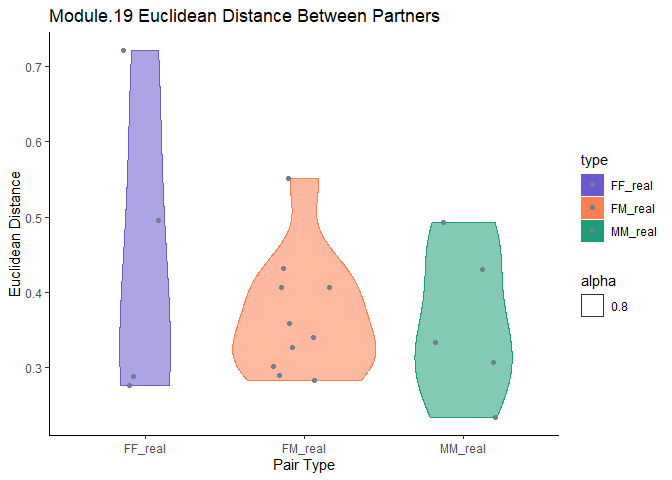 Module.19 Euclidean Distance Between Partners
Euclidean Distance
0.7
0.6
0.5
0.4
0.3
FF_real
FM_real
MM_real
Pair Type
type
FF_real
FM_real
MM_real
alpha
0.8